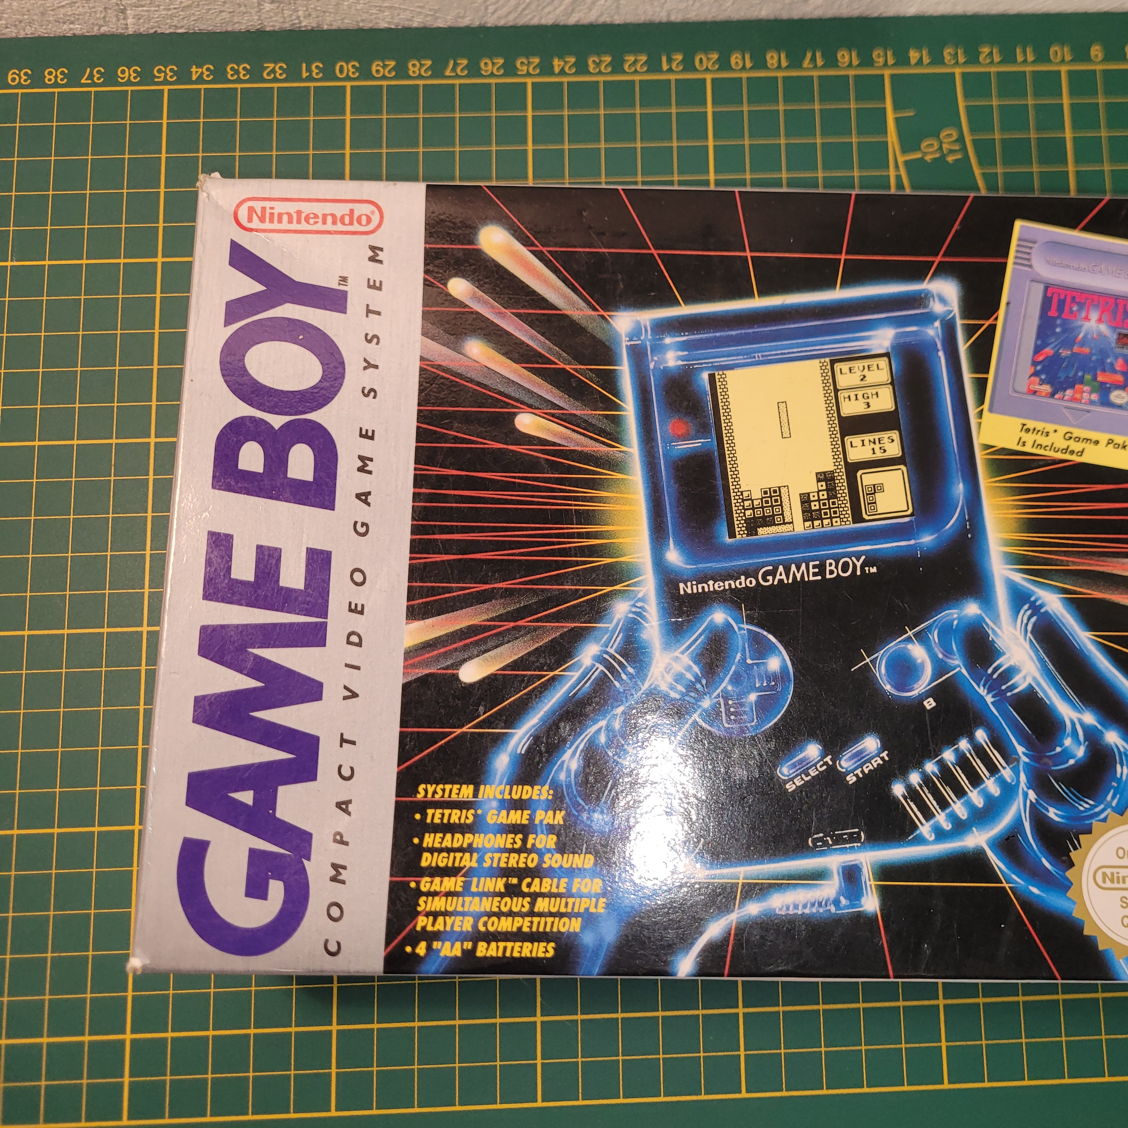 39 38 37 36 35 34 33 32 31 30 29 28 27 26 25 24 23 22 21 20 19 18 17 16 15 14 13 12 11 10 9
10
170
Nintendo®
GAME BOY™
COMPACT VIDEO GAME SYSTEM
LEVEL
2
HIGH
3
LINES
15
Nintendo GAME BOY™
B
SELECT
START
TETRIS
Tetris® Game Pak
Is Included
SYSTEM INCLUDES:
• TETRIS® GAME PAK
• HEADPHONES FOR
DIGITAL STEREO SOUND
• GAME LINK™ CABLE FOR
SIMULTANEOUS MULTIPLE
PLAYER COMPETITION
• 4 "AA" BATTERIES